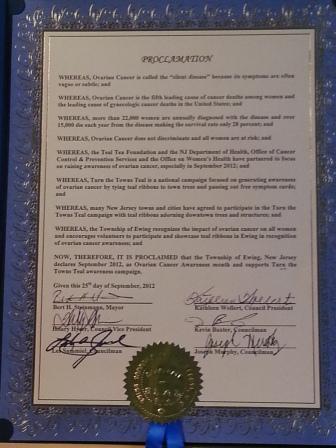 PROCLAMATION
WHEREAS, Ovarian Cancer is called the "silent disease" because its symptoms are often
vague or subtle; and
WHEREAS, Ovarian Cancer is the fifth leading cause of cancer deaths among women and
the leading cause of gynecologic cancer deaths in the United States; and
WHEREAS, more than 22,000 women are annually diagnosed with the disease and over
15,000 die each year from the disease making the survival rate only 28 percent; and
WHEREAS, Ovarian Cancer does not discriminate and all women are at risk; and
WHEREAS, the Teal Tea Foundation and the NJ Department of Health, Office of Cancer
Control & Prevention Services and the Office on Women's Health have partnered to focus
on raising awareness of ovarian cancer, especially in September 2012; and
WHEREAS, Turn the Towns Teal is a national campaign focused on generating awareness
of ovarian cancer by tying teal ribbons to town trees and passing out free symptom cards;
and
WHEREAS, many New Jersey towns and cities have agreed to participate in the Turn the
Towns Teal campaign with teal ribbons adorning downtown trees and structures; and
WHEREAS, the Township of Ewing recognizes the impact of ovarian cancer on all women
and encourages volunteers to participate and showcase teal ribbons in Ewing in recognition
of ovarian cancer awareness; and
NOW, THEREFORE, IT IS PROCLAIMED that the Township of Ewing, New Jersey
declares September 2012, as Ovarian Cancer Awareness month and supports Turn the
Towns Teal awareness campaign.
Given this 25th day of September, 2012
Bert H. Steinmann, Mayor Kathleen Wollert, Council President
Hilary Hyser, Council Vice President Kevin Baxter, Councilman
Les Summiel, Councilman Joseph Murphy, Councilman